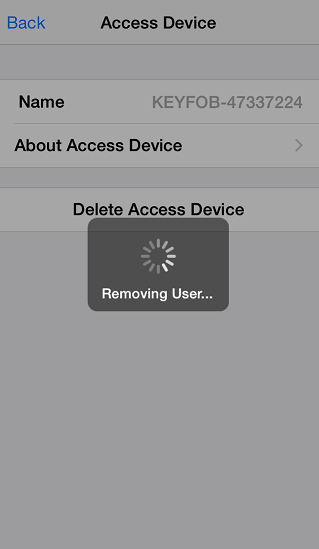 Back Access Device
Name KEYFOB-47337224
About Access Device
Delete Access Device
Removing User...